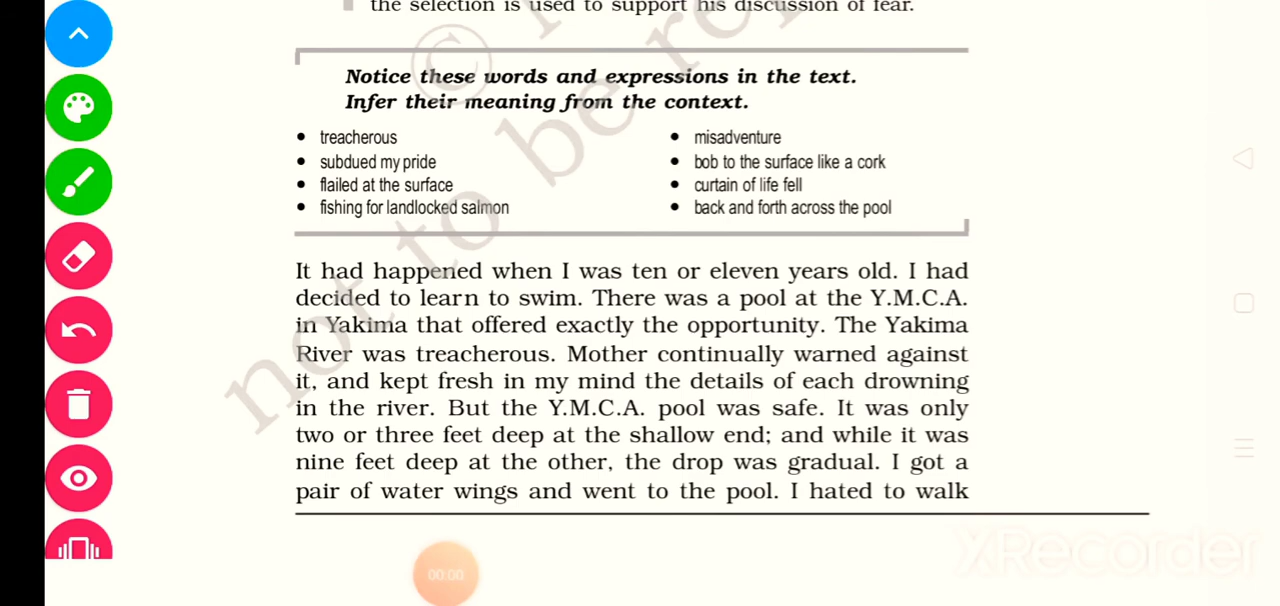 the selection is used to support his discussion of fear.
Notice these words and expressions in the text.
Infer their meaning from the context.
• treacherous
• subdued my pride
• flailed at the surface
• fishing for landlocked salmon
• misadventure
• bob to the surface like a cork
• curtain of life fell
• back and forth across the pool
It had happened when I was ten or eleven years old. I had
decided to learn to swim. There was a pool at the Y.M.C.A.
in Yakima that offered exactly the opportunity. The Yakima
River was treacherous. Mother continually warned against
it, and kept fresh in my mind the details of each drowning
in the river. But the Y.M.C.A. pool was safe. It was only
two or three feet deep at the shallow end; and while it was
nine feet deep at the other, the drop was gradual. I got a
pair of water wings and went to the pool. I hated to walk
©
not to be re
00:00
XRecorder